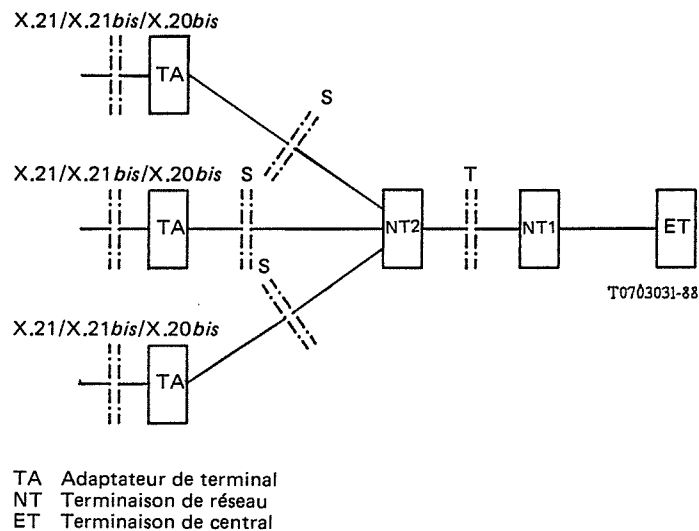 X.21/X.21bis/X.20bis
TA
S
X.21/X.21bis/X.20bis
TA
S
NT2
T
NT1
ET
S
T0703031-88
X.21/X.21bis/X.20bis
TA
TA Adaptateur de terminal
NT Terminaison de réseau
ET Terminaison de central